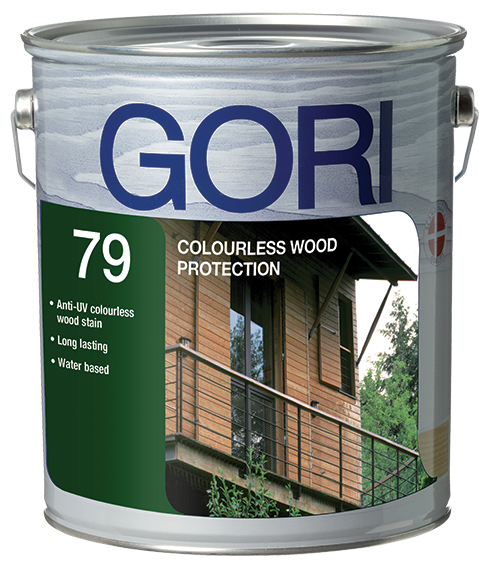 GORI
79
COLOURLESS WOOD
PROTECTION
• Anti-UV colourless
wood stain
• Long lasting
• Water based